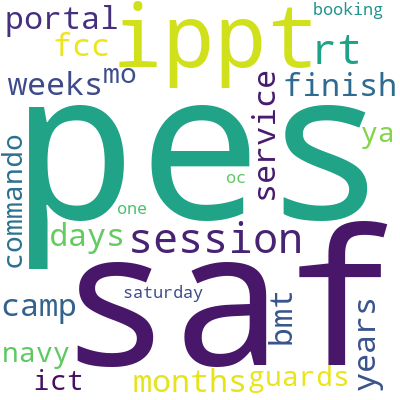 booking
portal
ippt
fcc
rt
weeks
mo
finish
pes
service
ya
commando
oc
one
days
session
saf
camp
saturday
bmt
years
navy
ict
months
guards